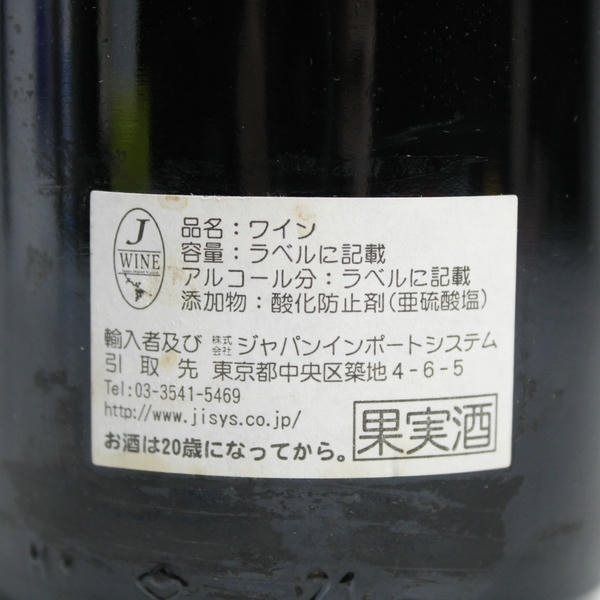 J
WINE
品名：ワイン
容量：ラベルに記載
アルコール分：ラベルに記載
添加物：酸化防止剤(亜硫酸塩)
輸入者及び 株式会社 ジャパンインポートシステム
引取先 東京都中央区築地4-6-5
Tel:03-3541-5469
http://www.jisys.co.jp/
お酒は20歳になってから。
果実酒